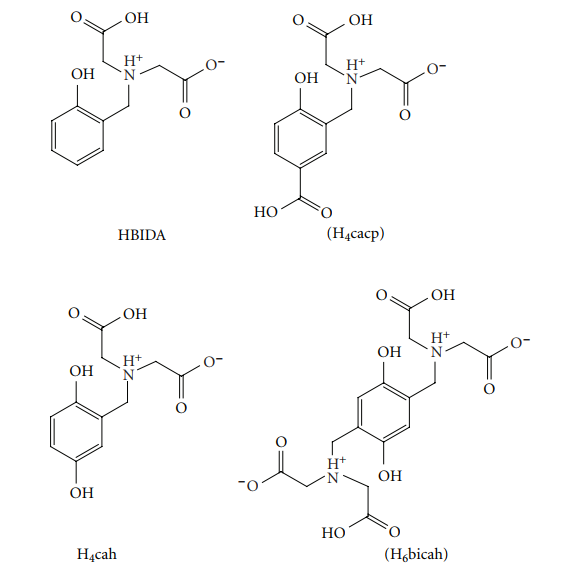 O OH O OH
H+ H+
OH N O− OH N O−
O O
HO O
HBIDA (H₄cacp)
O OH O OH
H+ H+
OH N O− OH N O−
O O
O
H+
−O N OH
OH
HO O
H₄cah (H₆bicah)